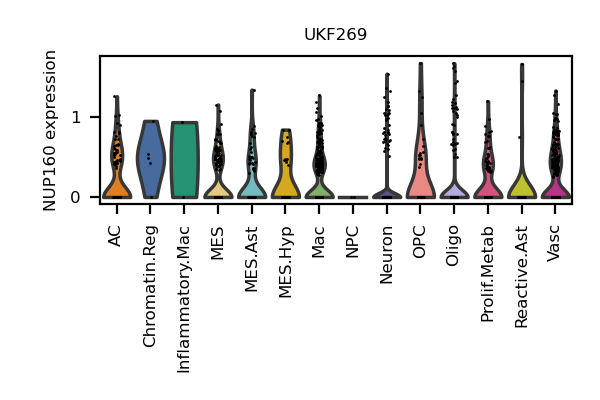 UKF269
NUP160 expression
1
0
AC
Chromatin.Reg
Inflammatory.Mac
MES
MES.Ast
MES.Hyp
Mac
NPC
Neuron
OPC
Oligo
Prolif.Metab
Reactive.Ast
Vasc